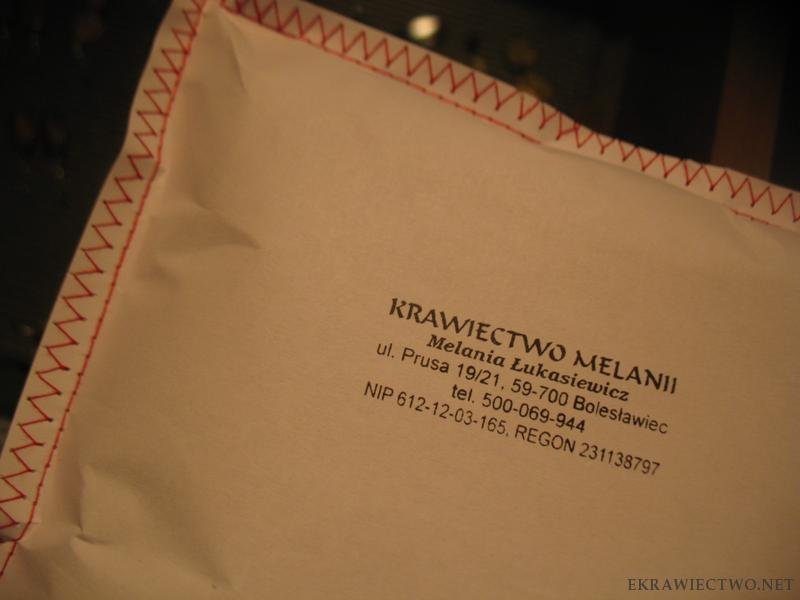 KRAWIECTWO MELANII
Melania Łukasiewicz
ul. Prusa 19/21, 59-700 Bolesławiec
tel. 500-069-944
NIP 612-12-03-165, REGON 231138797
EKRAWIECTWO.NET